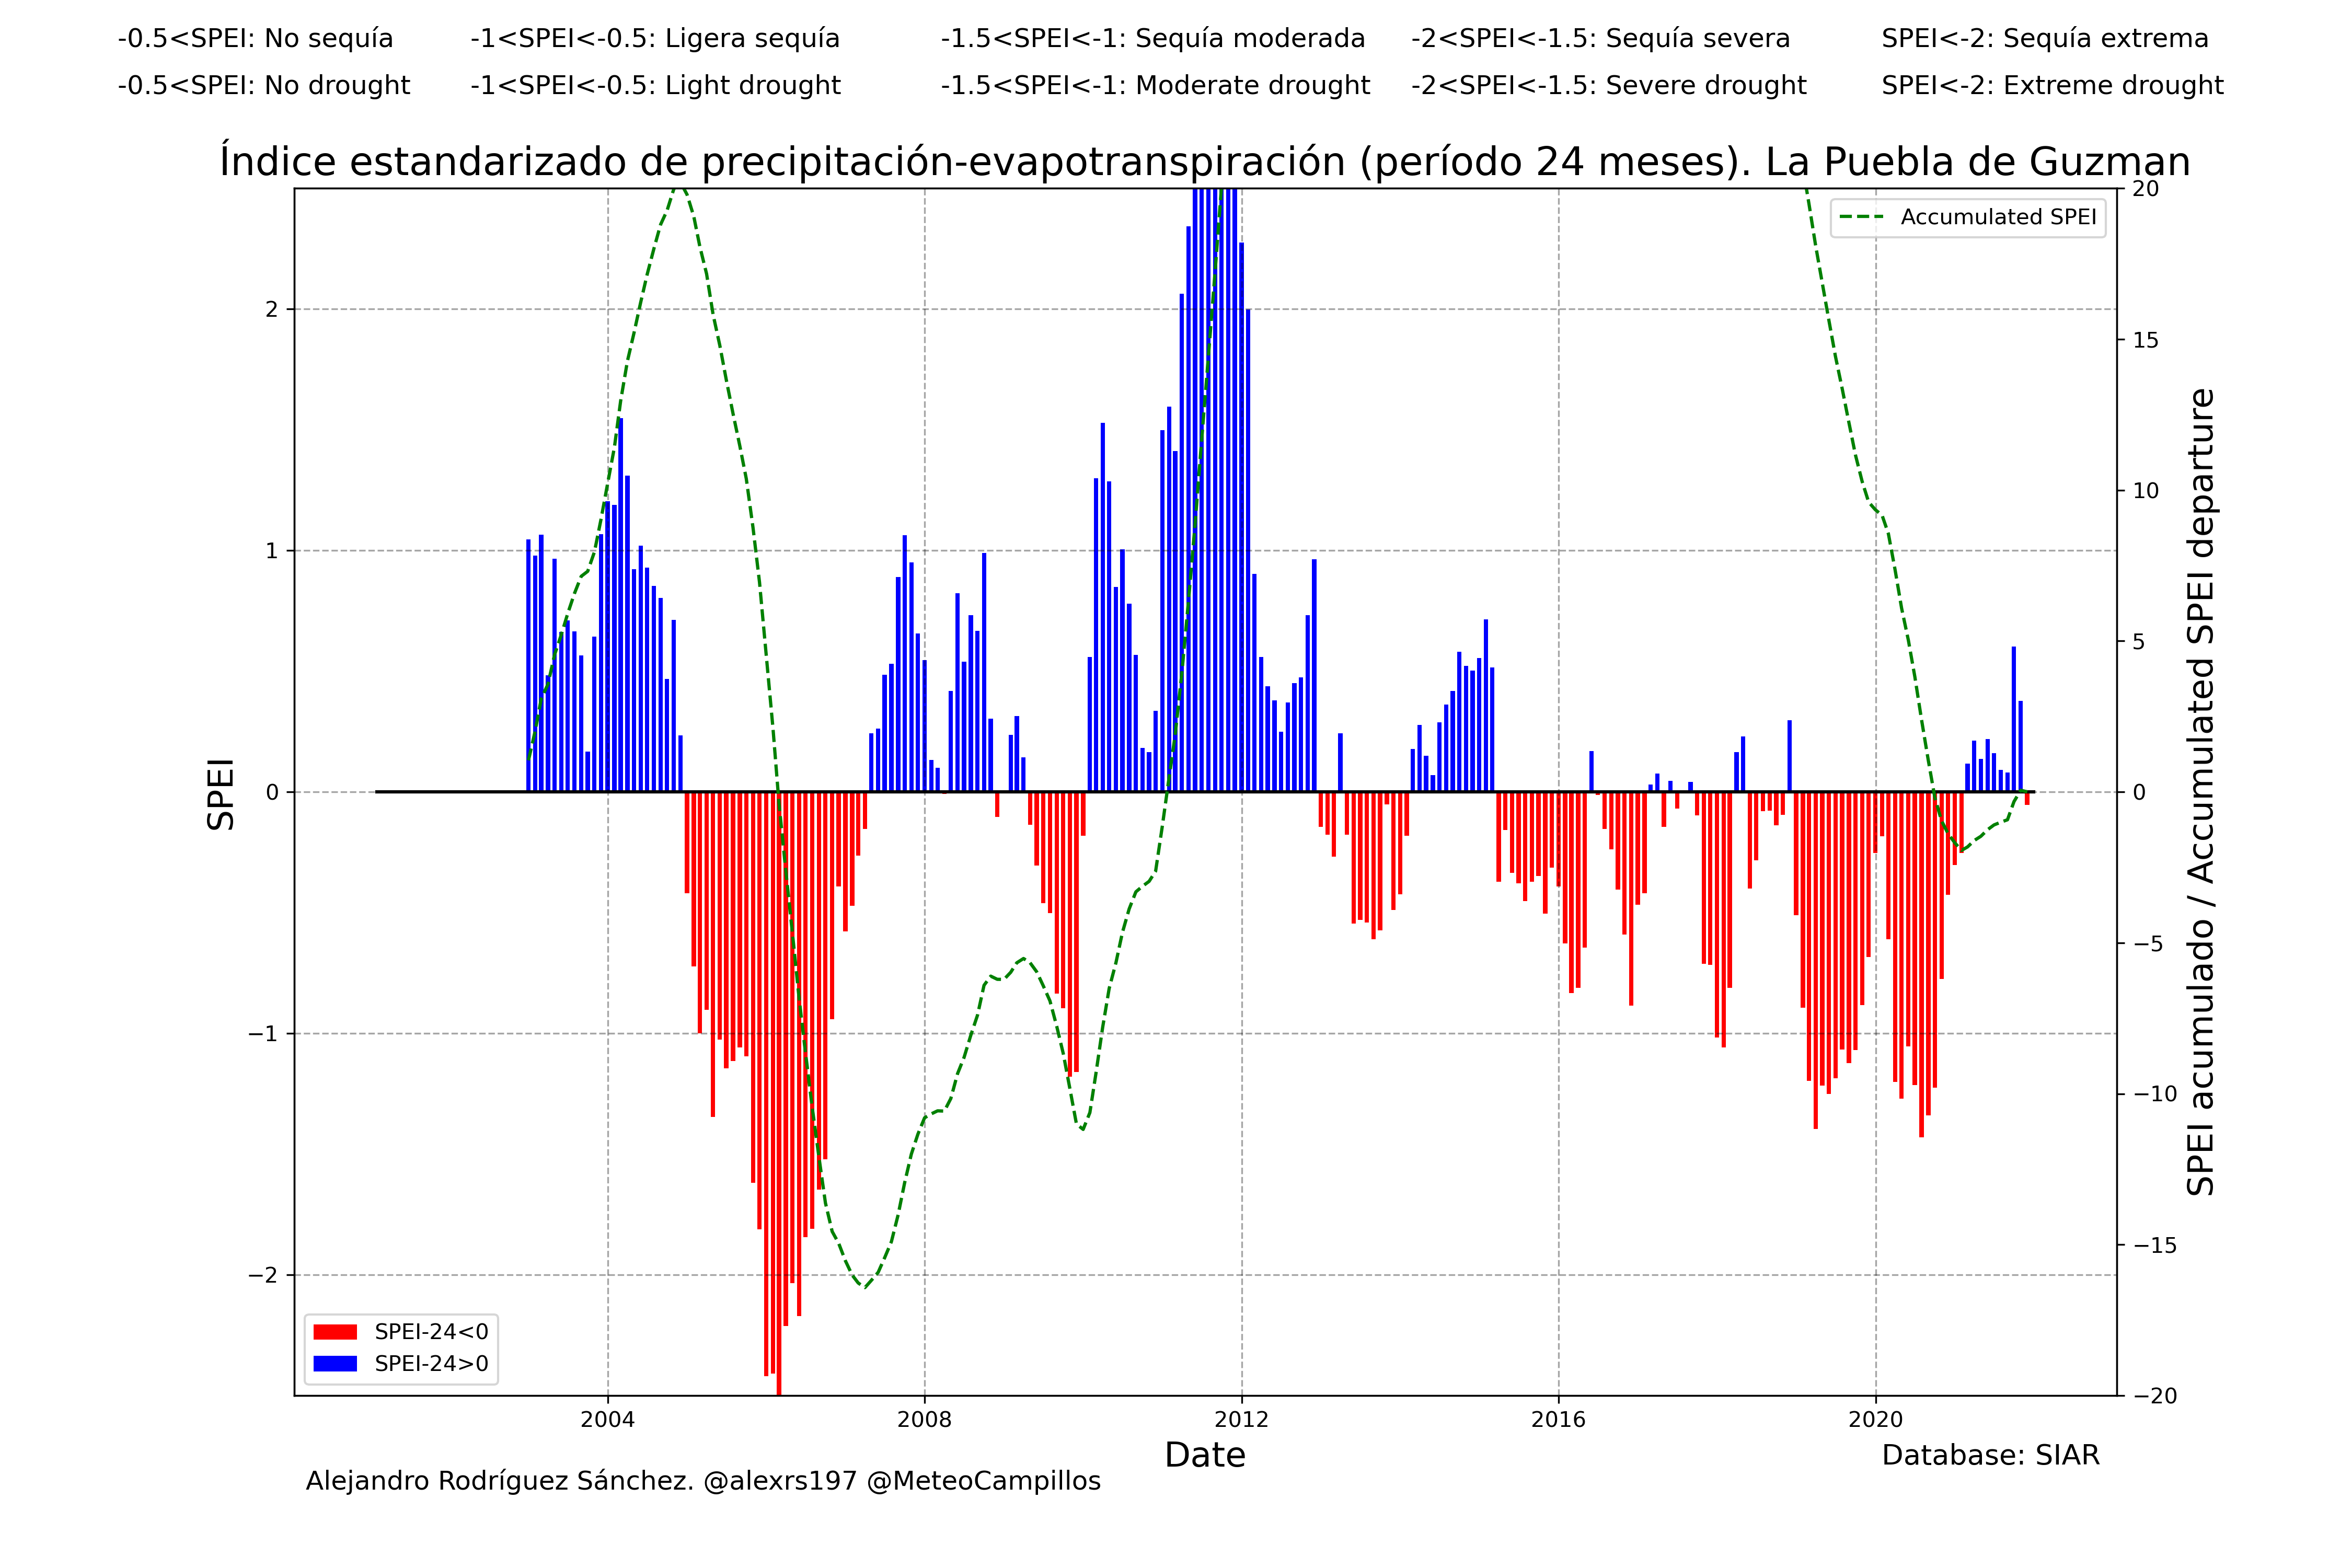 -0.5<SPEI: No sequía -1<SPEI<-0.5: Ligera sequía -1.5<SPEI<-1: Sequía moderada -2<SPEI<-1.5: Sequía severa SPEI<-2: Sequía extrema
-0.5<SPEI: No drought -1<SPEI<-0.5: Light drought -1.5<SPEI<-1: Moderate drought -2<SPEI<-1.5: Severe drought SPEI<-2: Extreme drought
Índice estandarizado de precipitación-evapotranspiración (período 24 meses). La Puebla de Guzman
Accumulated SPEI
2
1
0
−1
−2
SPEI
20
15
10
5
0
−5
−10
−15
−20
SPEI acumulado / Accumulated SPEI departure
SPEI-24<0
SPEI-24>0
2004 2008 2012 2016 2020
Date
Database: SIAR
Alejandro Rodríguez Sánchez. @alexrs197 @MeteoCampillos